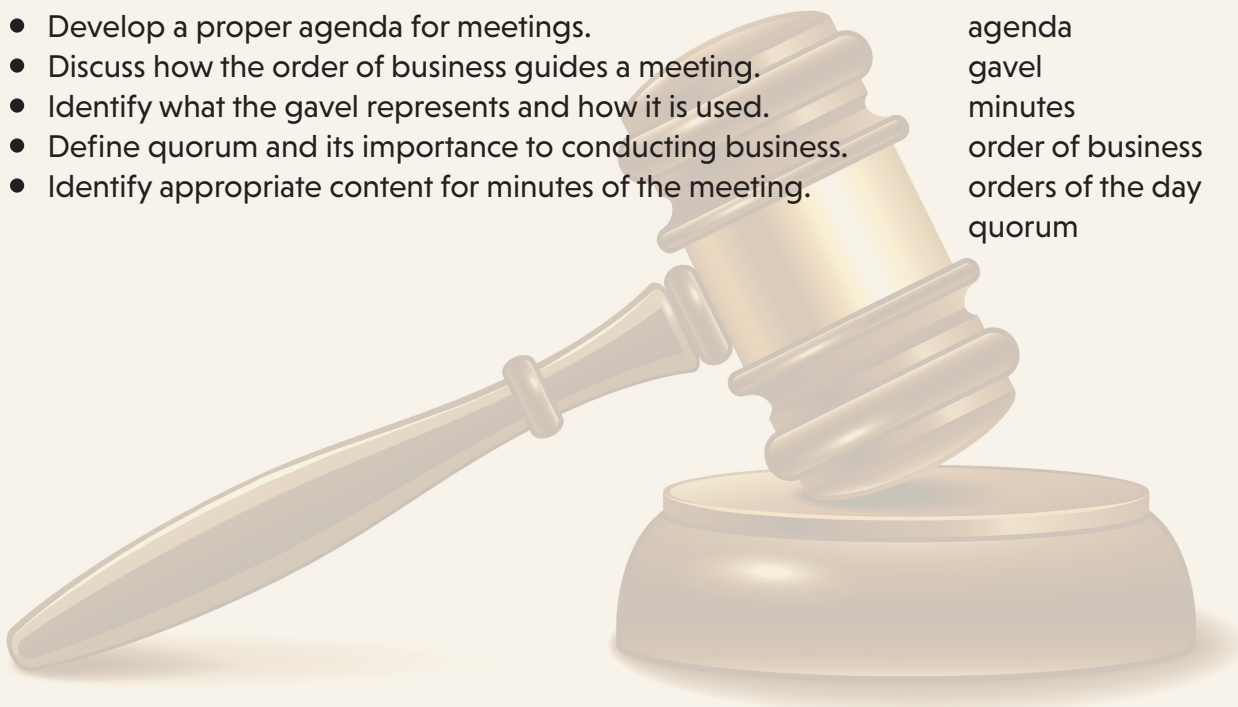 • Develop a proper agenda for meetings.
• Discuss how the order of business guides a meeting.
• Identify what the gavel represents and how it is used.
• Define quorum and its importance to conducting business.
• Identify appropriate content for minutes of the meeting.
agenda
gavel
minutes
order of business
orders of the day
quorum